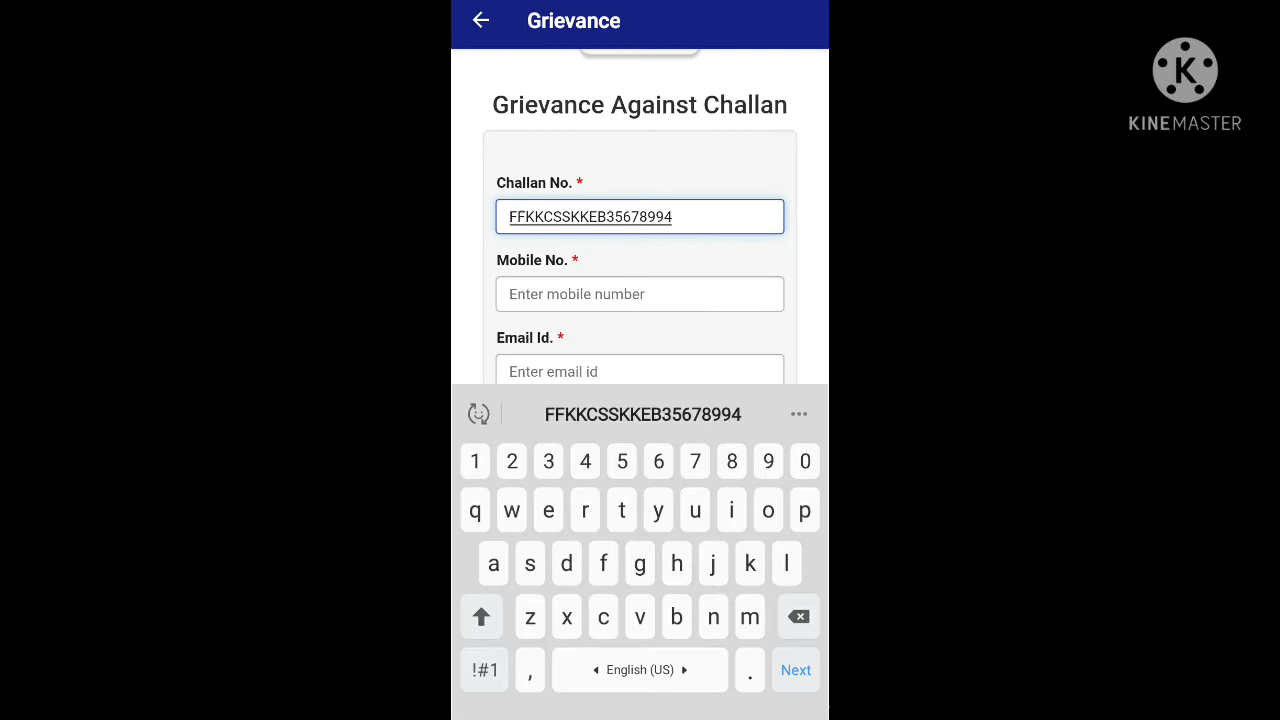 Grievance
Grievance Against Challan
Challan No. *
FFKKCSSKKEB35678994
Mobile No. *
Enter mobile number
Email Id. *
Enter email id
FFKKCSSKKEB35678994
1 2 3 4 5 6 7 8 9 0
q w e r t y u i o p
a s d f g h j k l
z x c v b n m
!#1 , English (US) . Next
K
KINEMASTER